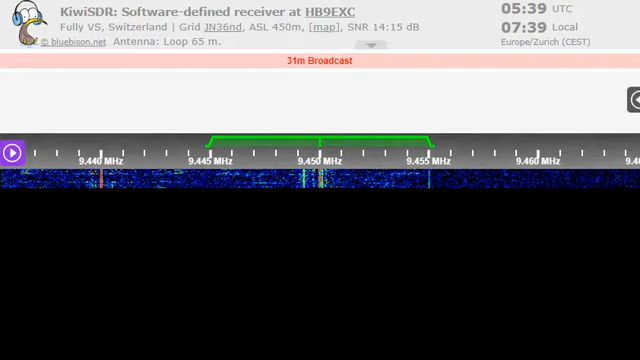 KiwiSDR: Software-defined receiver at HB9EXC
Fully VS, Switzerland | Grid JN36nd, ASL 450m, [map], SNR 14:15 dB
© bluebison.net Antenna: Loop 65 m.
05:39 UTC
07:39 Local
Europe/Zurich (CEST)
31m Broadcast
9.440 MHz 9.445 MHz 9.450 MHz 9.455 MHz 9.460 MHz